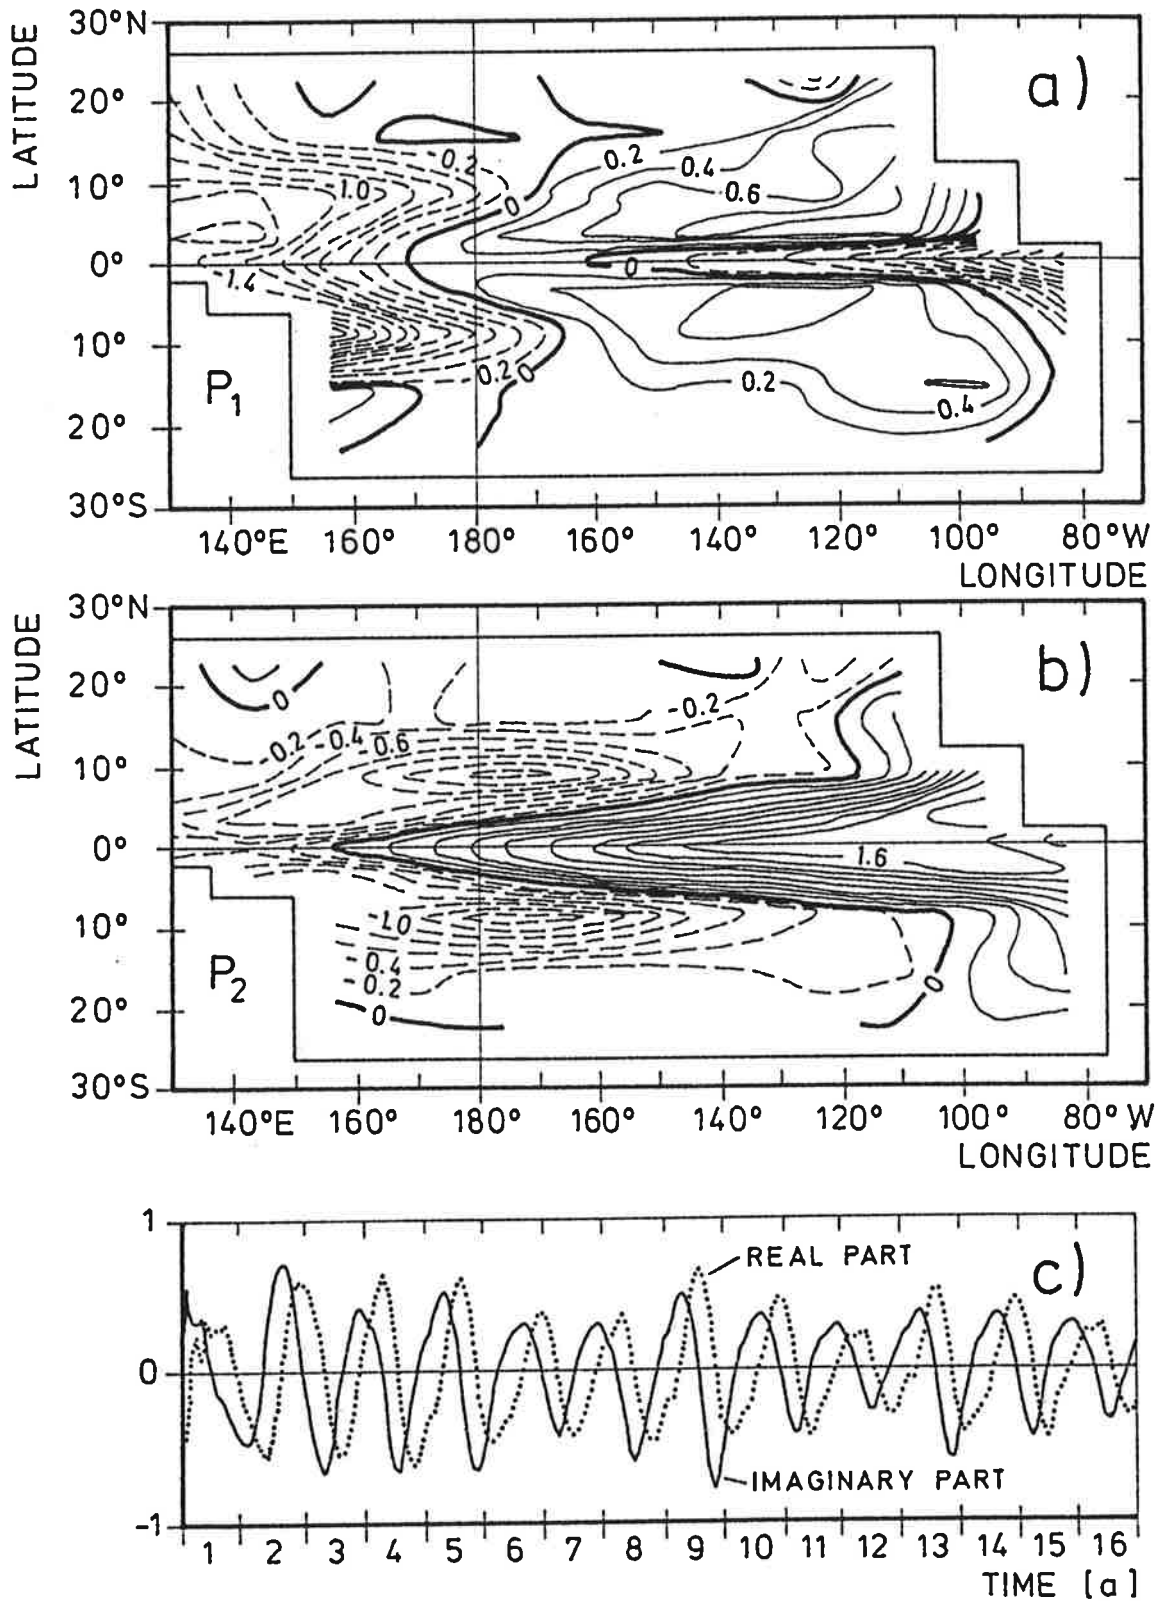 LATITUDE
30°N
20°
10°
0°
10°
20°
30°S
a)
P1
0.2
-1.0
-1.4
0
0.2
0.4
0.6
0
0.2
0
0.2
0.4
140°E 160° 180° 160° 140° 120° 100° 80°W
LONGITUDE
LATITUDE
30°N
20°
10°
0°
10°
20°
30°S
b)
P2
0
-0.2
0.2
-0.4
0.6
1.6
-1.0
-0.4
-0.2
0
0
140°E 160° 180° 160° 140° 120° 100° 80°W
LONGITUDE
1
0
-1
REAL PART
c)
IMAGINARY PART
1 2 3 4 5 6 7 8 9 10 11 12 13 14 15 16
TIME [a]